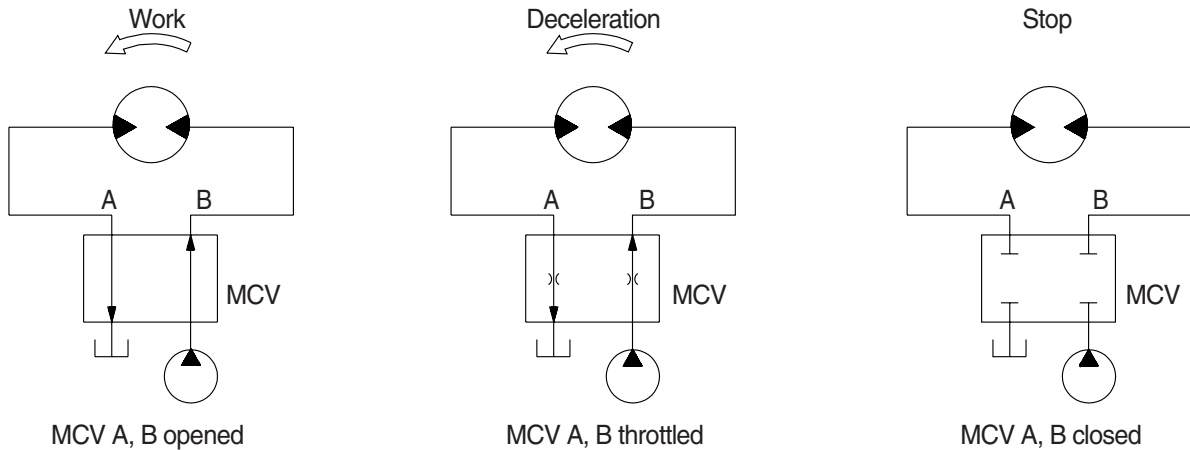 Work
A B
MCV
MCV A, B opened
Deceleration
A B
MCV
MCV A, B throttled
Stop
A B
MCV
MCV A, B closed